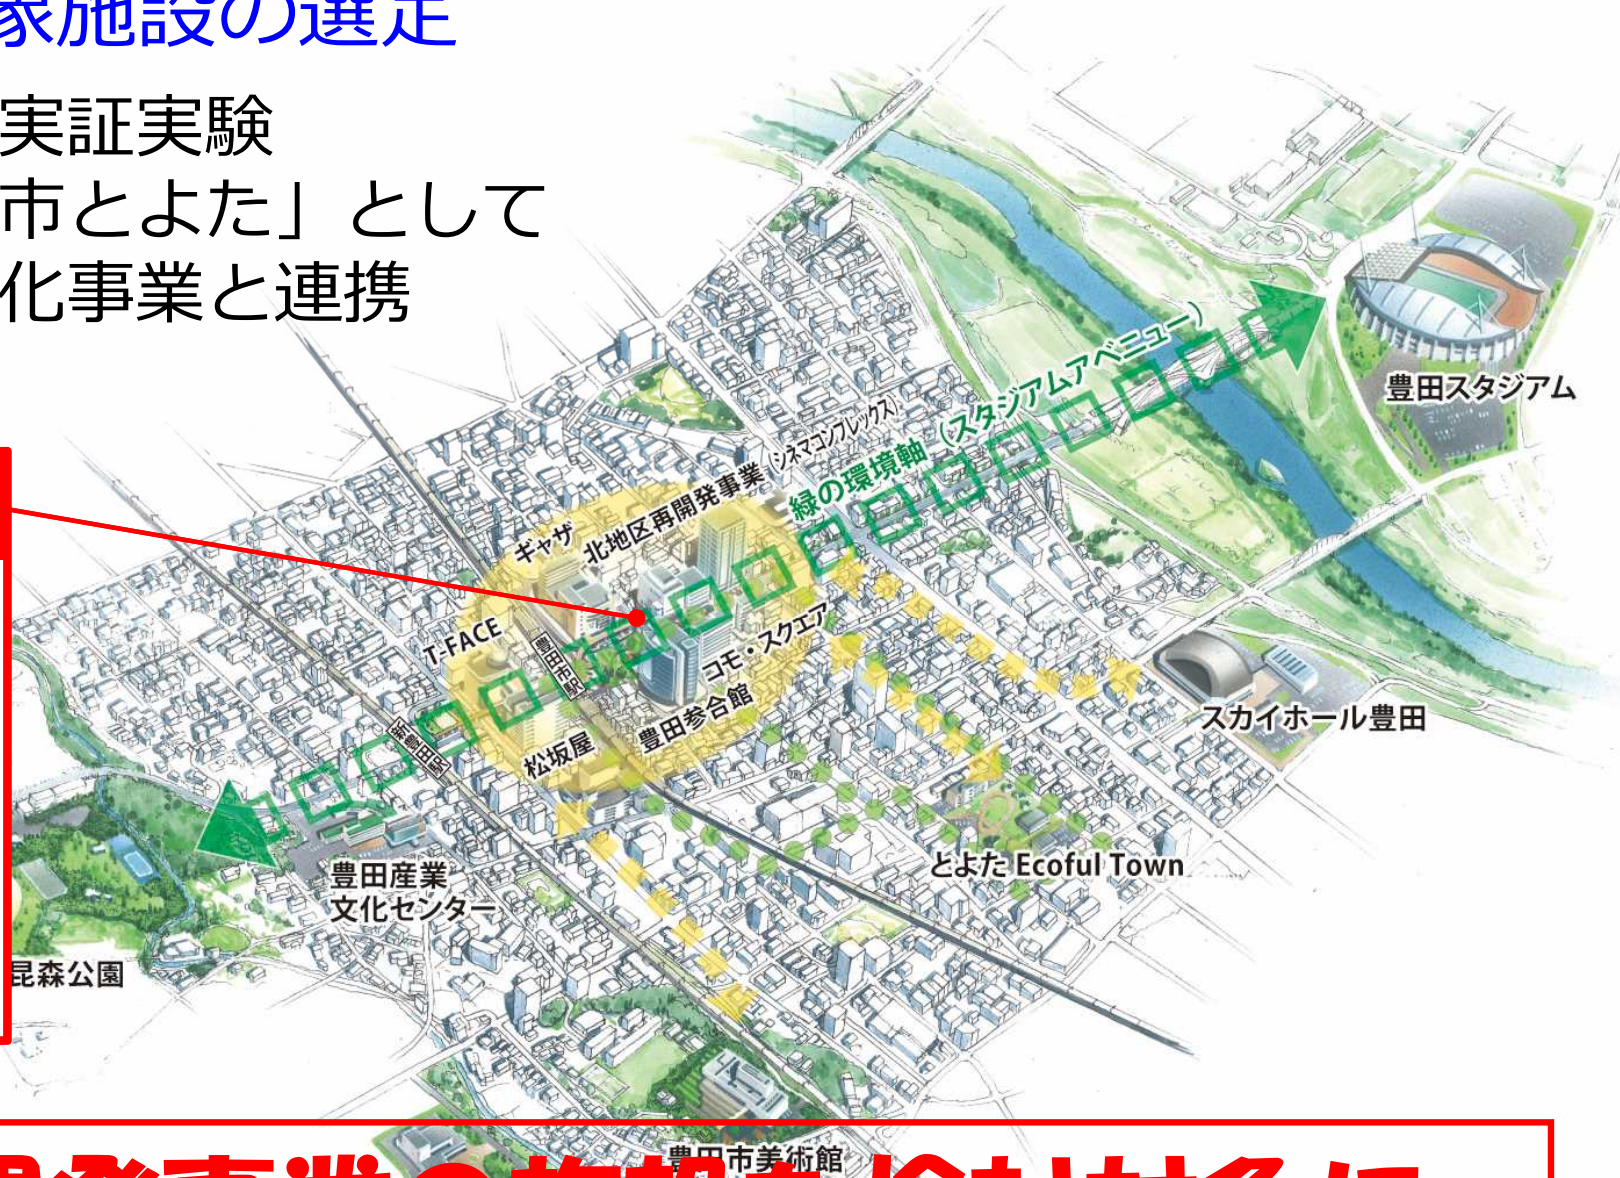 象施設の選定
実証実験
市とよた」として
化事業と連携
豊田スタジアム
緑の環境軸（スタジアムアベニュー）
北地区再開発事業（シネマコンプレックス）
ギャザ
T-FACE
豊田市駅
コモ・スクエア
豊田参合館
松坂屋
新豊田駅
スカイホール豊田
とよた Ecoful Town
豊田産業
文化センター
毘森公園
豊田市美術館